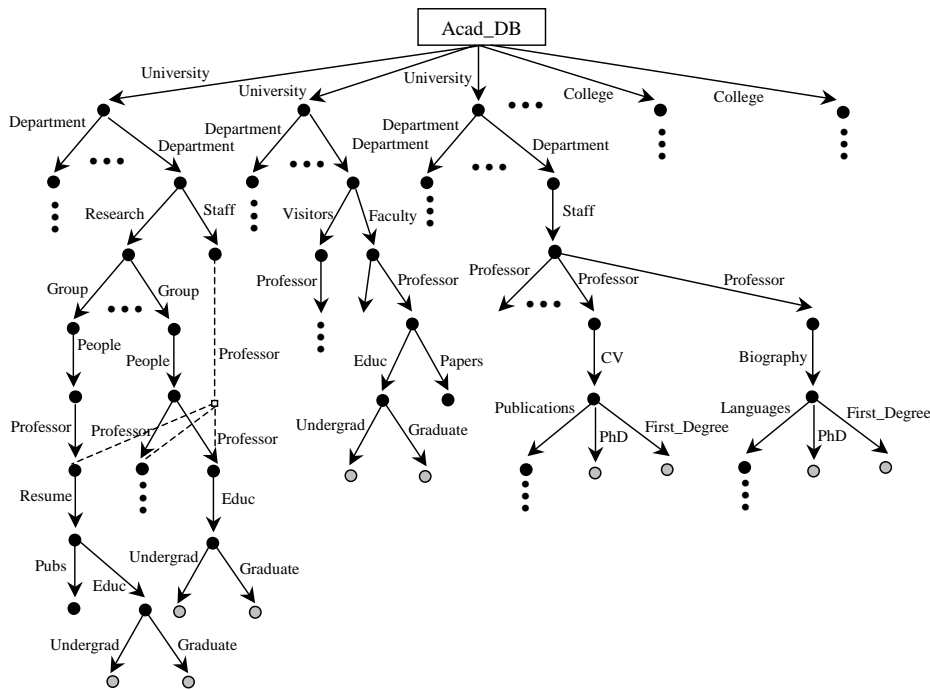 Acad_DB
University
University
University
College
College
Department
Department
Department
Department
Department
Department
Research
Staff
Visitors
Faculty
Staff
Group
Group
Professor
Professor
Professor
Professor
Professor
People
People
Professor
Educ
Papers
CV
Biography
Professor
Professor
Professor
Undergrad
Graduate
Publications
PhD
First_Degree
Languages
PhD
First_Degree
Resume
Educ
Pubs
Educ
Undergrad
Graduate
Undergrad
Graduate